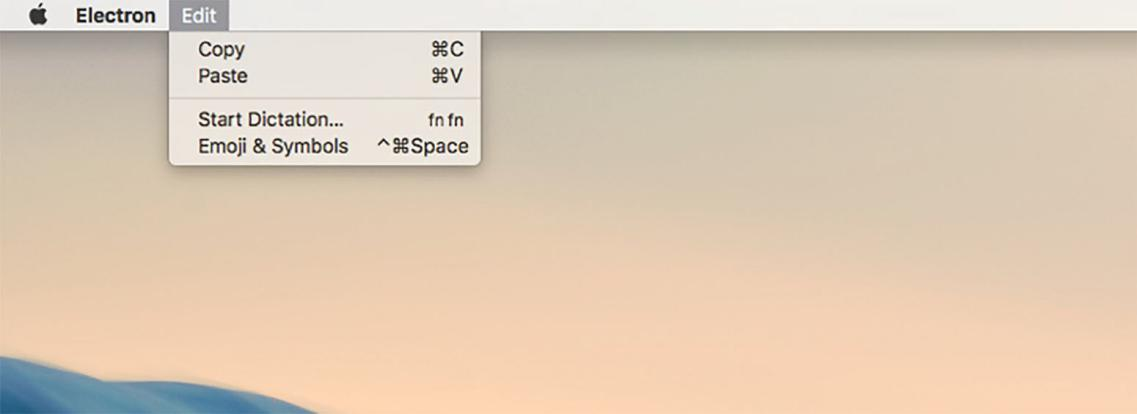 Electron Edit
Copy ⌘C
Paste ⌘V
Start Dictation... fn fn
Emoji & Symbols ^⌘Space